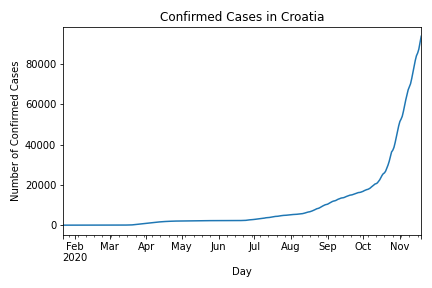 Confirmed Cases in Croatia
Number of Confirmed Cases
80000
60000
40000
20000
0
Feb Mar Apr May Jun Jul Aug Sep Oct Nov
2020
Day